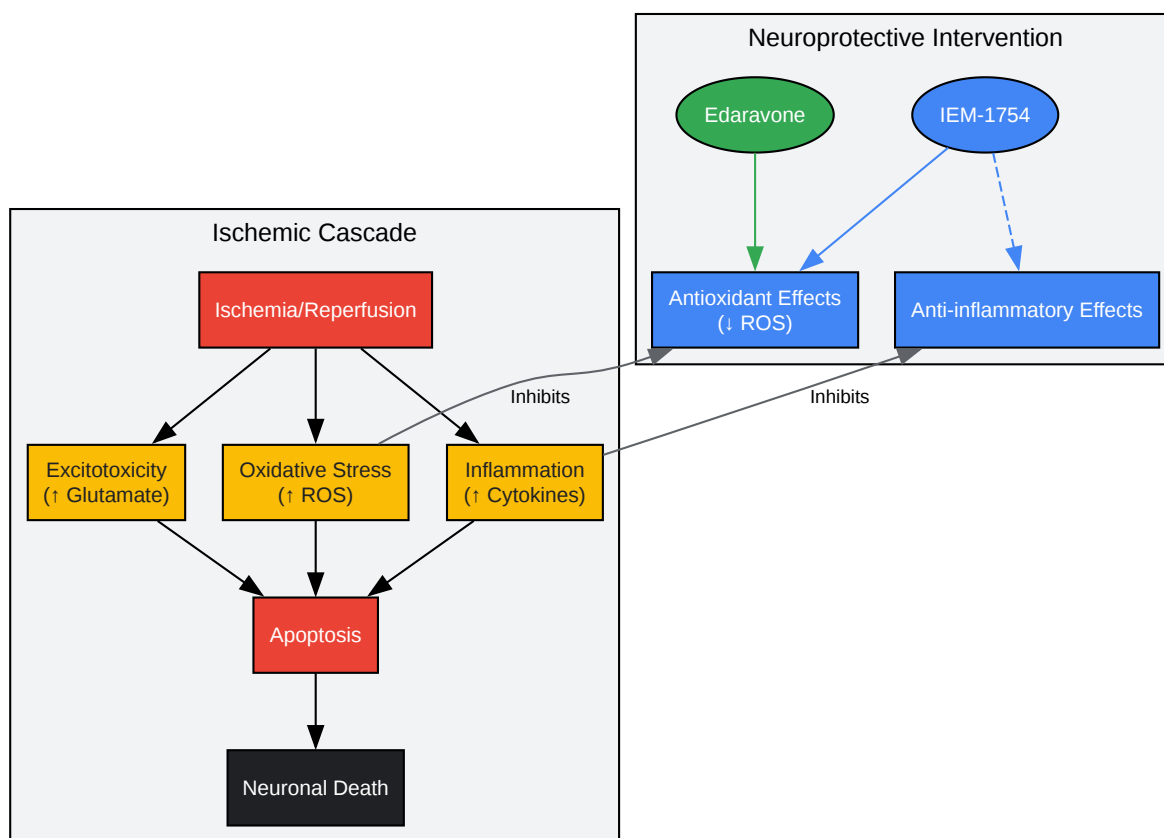 Neuroprotective Intervention
Edaravone
IEM-1754
Antioxidant Effects
(↓ ROS)
Anti-inflammatory Effects
Ischemic Cascade
Ischemia/Reperfusion
Inhibits
Inhibits
Excitotoxicity
(↑ Glutamate)
Oxidative Stress
(↑ ROS)
Inflammation
(↑ Cytokines)
Apoptosis
Neuronal Death